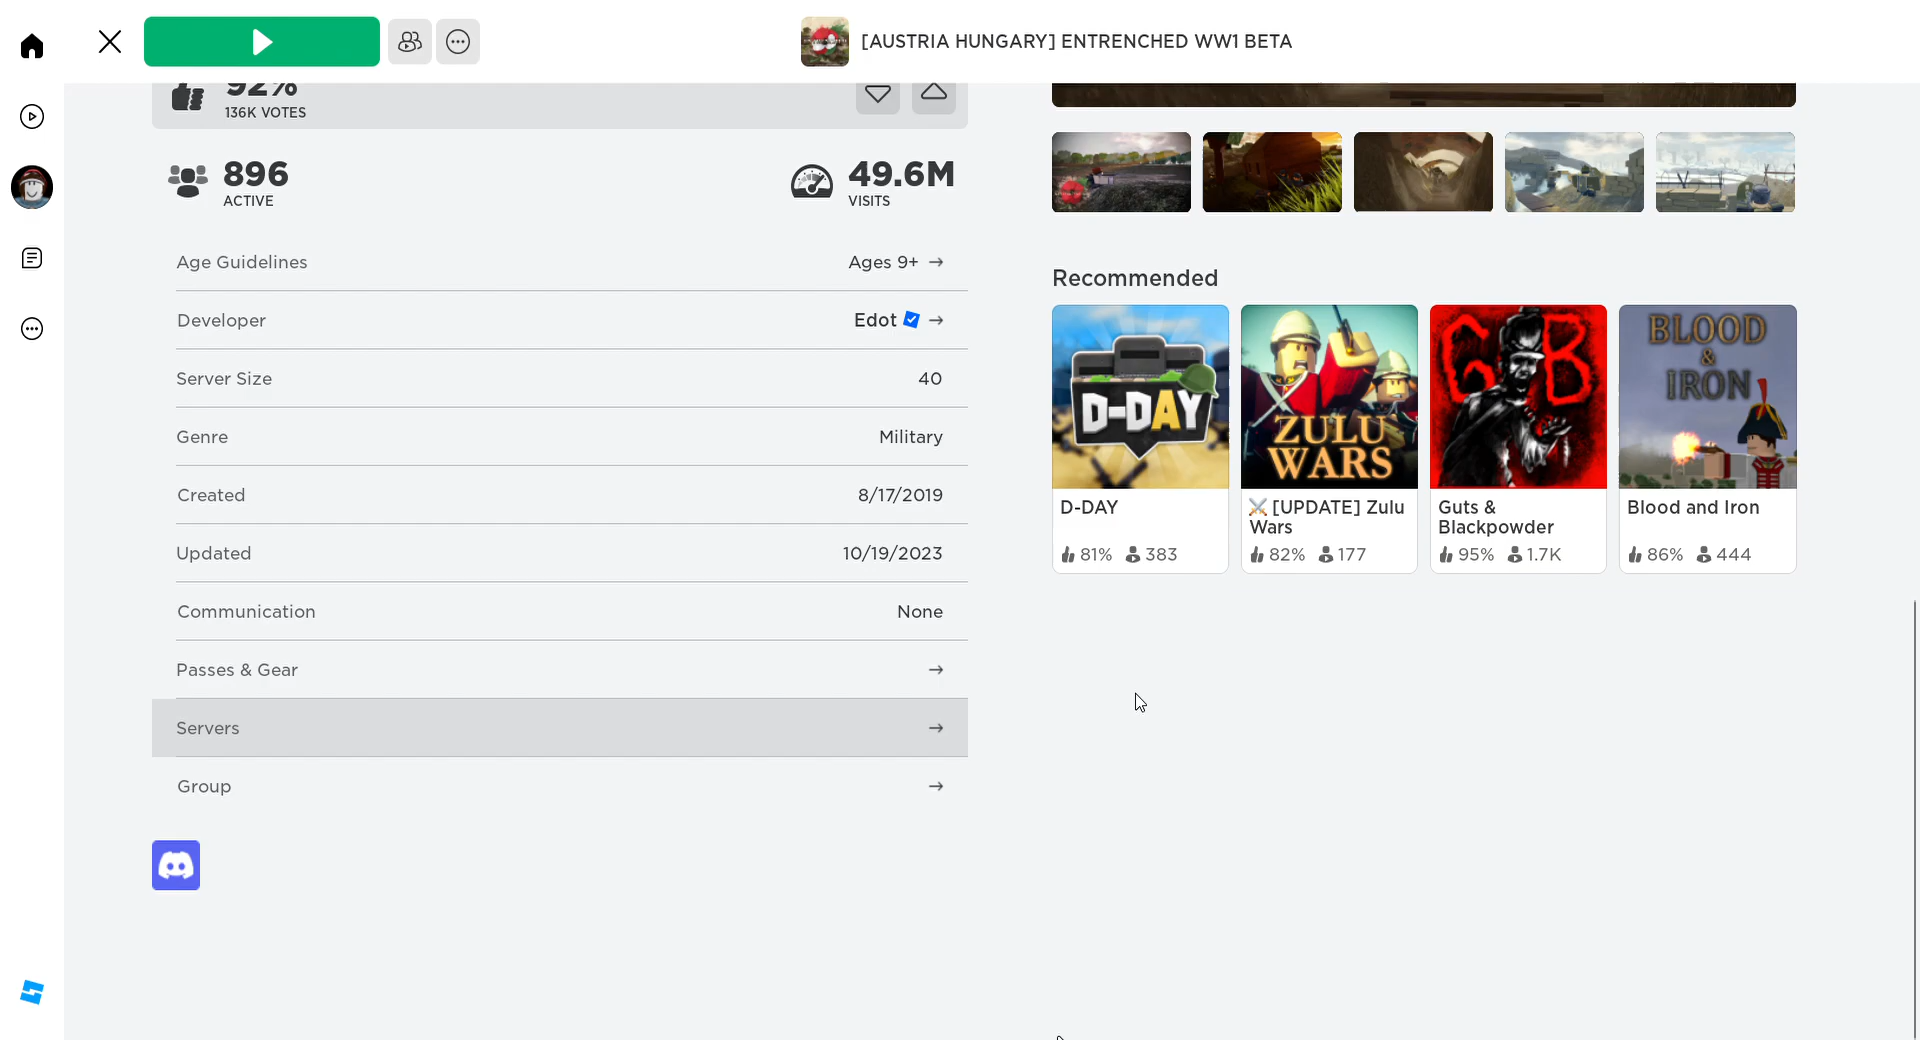 [AUSTRIA HUNGARY] ENTRENCHED WW1 BETA
92%
136K VOTES
896
ACTIVE
49.6M
VISITS
Age Guidelines
Ages 9+ →
Developer
Edot →
Server Size
40
Genre
Military
Created
8/17/2019
Updated
10/19/2023
Communication
None
Passes & Gear
→
Servers
→
Group
→
Recommended
D-DAY
D-DAY
81% 383
ZULU
WARS
⚔️ [UPDATE] Zulu
Wars
82% 177
G B
Guts &
Blackpowder
95% 1.7K
BLOOD
&
IRON
Blood and Iron
86% 444